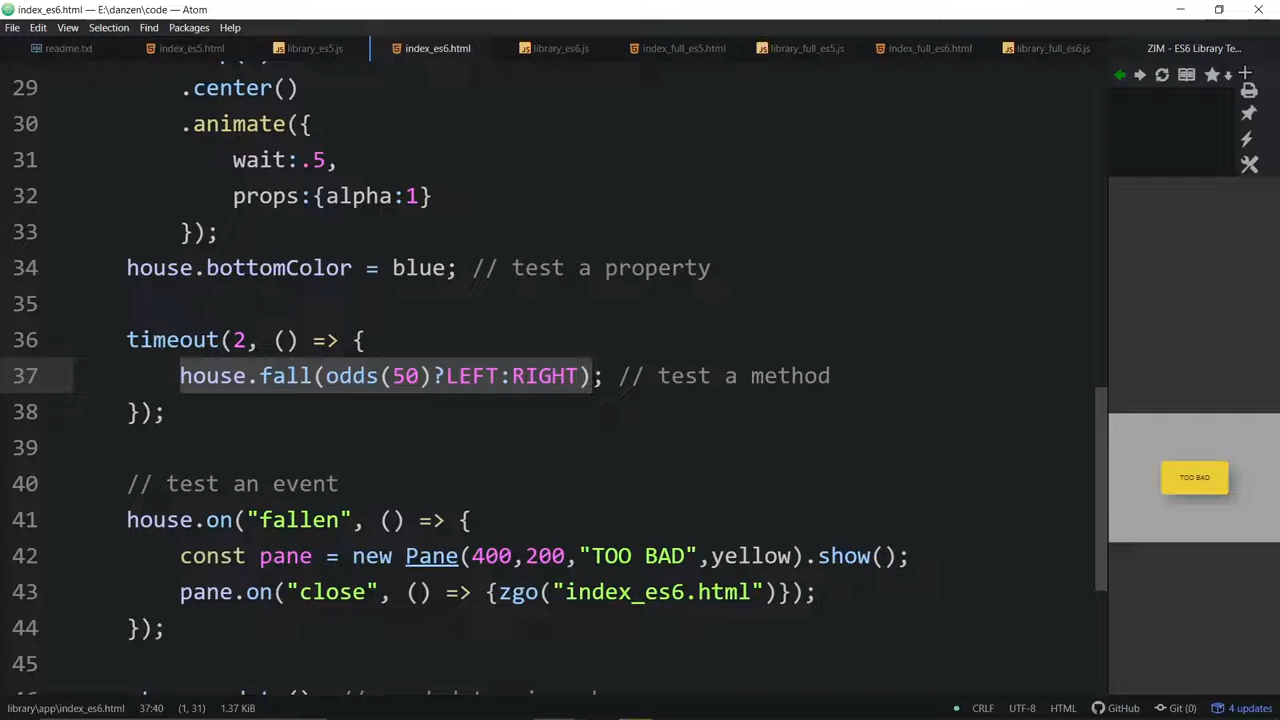 index_es6.html — E:\danzen\code — Atom
File Edit View Selection Find Packages Help
readme.txt index_es5.html library_es5.js index_es6.html library_es6.js index_full_es5.html library_full_es5.js index_full_es6.html library_full_es6.js ZIM - ES6 Library Te...
29 .center()
30 .animate({
31 wait:.5,
32 props:{alpha:1}
33 });
34 house.bottomColor = blue; // test a property
35
36 timeout(2, () => {
37 house.fall(odds(50)?LEFT:RIGHT); // test a method
38 });
39
40 // test an event
41 house.on("fallen", () => {
42 const pane = new Pane(400,200,"TOO BAD",yellow).show();
43 pane.on("close", () => {zgo("index_es6.html")});
44 });
45
TOO BAD
library\app\index_es6.html 37:40 (1, 31) 1.37 KiB CRLF UTF-8 HTML GitHub Git (0) 4 updates